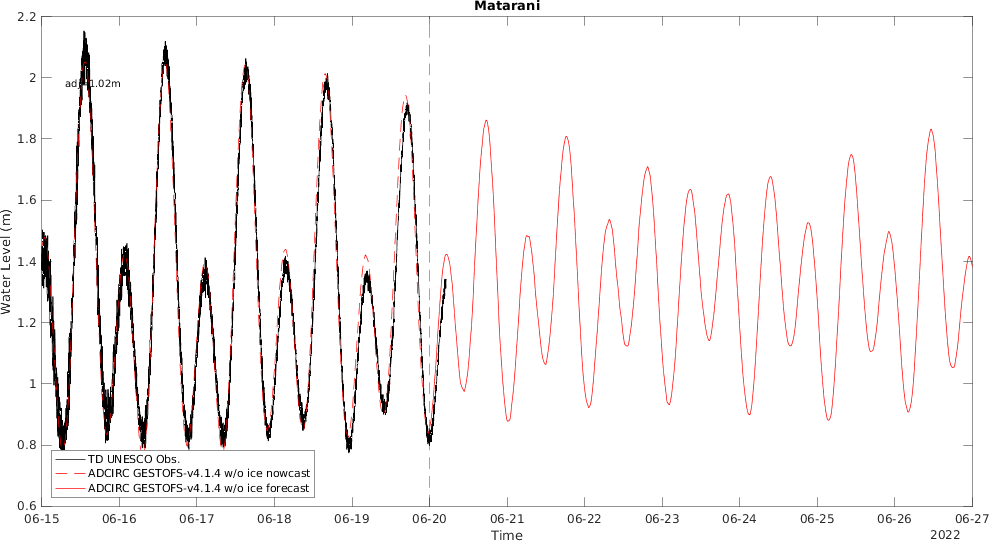 Matarani
2.2
2
1.8
1.6
1.4
1.2
1
0.8
0.6
Water Level (m)
adj=1.02m
TD UNESCO Obs.
ADCIRC GESTOFS-v4.1.4 w/o ice nowcast
ADCIRC GESTOFS-v4.1.4 w/o ice forecast
06-15 06-16 06-17 06-18 06-19 06-20 06-21 06-22 06-23 06-24 06-25 06-26 06-27
Time
2022